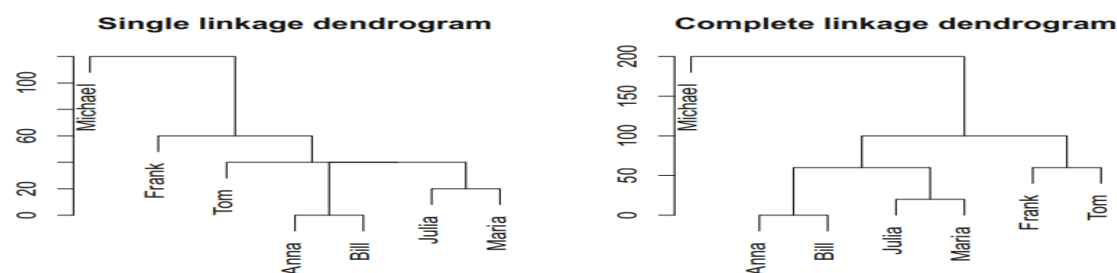 Single linkage dendrogram
100
60
20
0
Michael
Frank
Tom
Anna
Bill
Julia
Maria
Complete linkage dendrogram
200
150
100
50
0
Michael
Anna
Bill
Julia
Maria
Frank
Tom